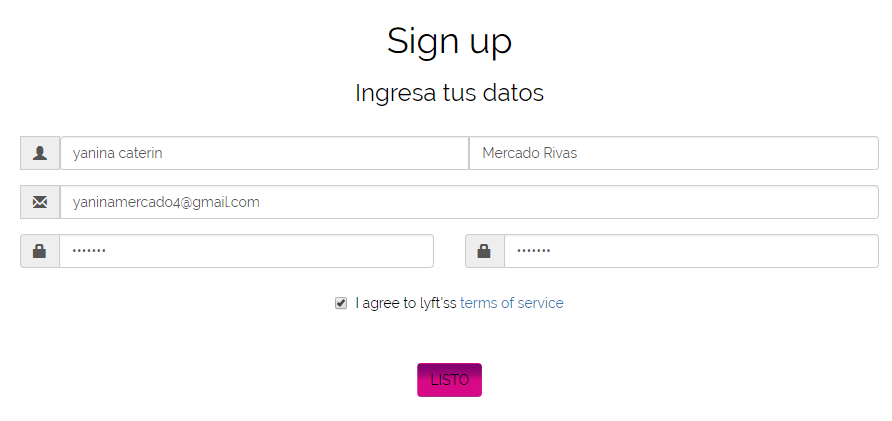 Sign up
Ingresa tus datos
yanina caterin Mercado Rivas
yaninamercado4@gmail.com
••••••• •••••••
I agree to lyft'ss terms of service
LISTO